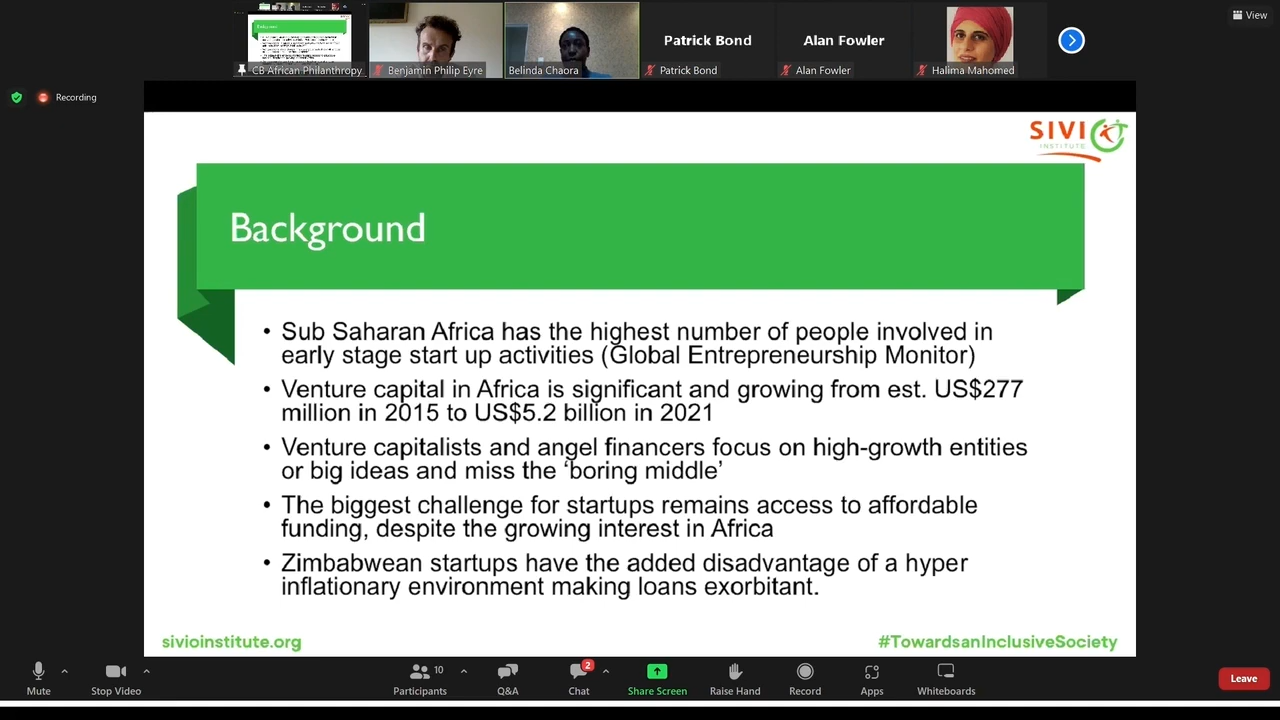 View
Patrick Bond
Alan Fowler
CB African Philanthropy
Benjamin Philip Eyre
Belinda Chaora
Patrick Bond
Alan Fowler
Halima Mahomed
Recording
SIVI
INSTITUTE
Background
• Sub Saharan Africa has the highest number of people involved in
early stage start up activities (Global Entrepreneurship Monitor)
• Venture capital in Africa is significant and growing from est. US$277
million in 2015 to US$5.2 billion in 2021
• Venture capitalists and angel financers focus on high-growth entities
or big ideas and miss the ‘boring middle’
• The biggest challenge for startups remains access to affordable
funding, despite the growing interest in Africa
• Zimbabwean startups have the added disadvantage of a hyper
inflationary environment making loans exorbitant.
sivioinstitute.org
#TowardsanInclusiveSociety
10
2
Mute
Stop Video
Participants
Q&A
Chat
Share Screen
Raise Hand
Record
Apps
Whiteboards
Leave